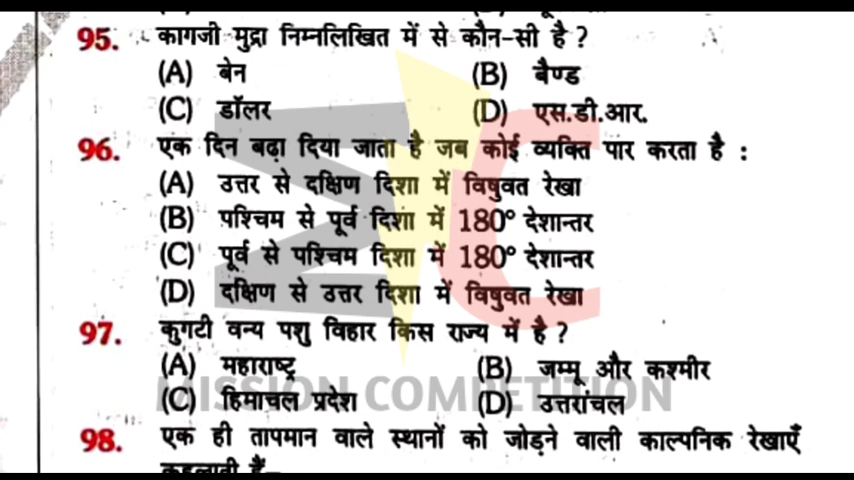 95. कागजी मुद्रा निम्नलिखित में से कौन-सी है ?
(A) बेन (B) बैण्ड
(C) डॉलर (D) एस.डी.आर.
96. एक दिन बढ़ा दिया जाता है जब कोई व्यक्ति पार करता है :
(A) उत्तर से दक्षिण दिशा में विषुवत रेखा
(B) पश्चिम से पूर्व दिशा में 180° देशान्तर
(C) पूर्व से पश्चिम दिशा में 180° देशान्तर
(D) दक्षिण से उत्तर दिशा में विषुवत रेखा
97. कुगटी वन्य पशु विहार किस राज्य में है ?
(A) महाराष्ट्र (B) जम्मू और कश्मीर
MISSION COMPETITION
(C) हिमाचल प्रदेश (D) उत्तरांचल
98. एक ही तापमान वाले स्थानों को जोड़ने वाली काल्पनिक रेखाएँ
कहलाती हैं–